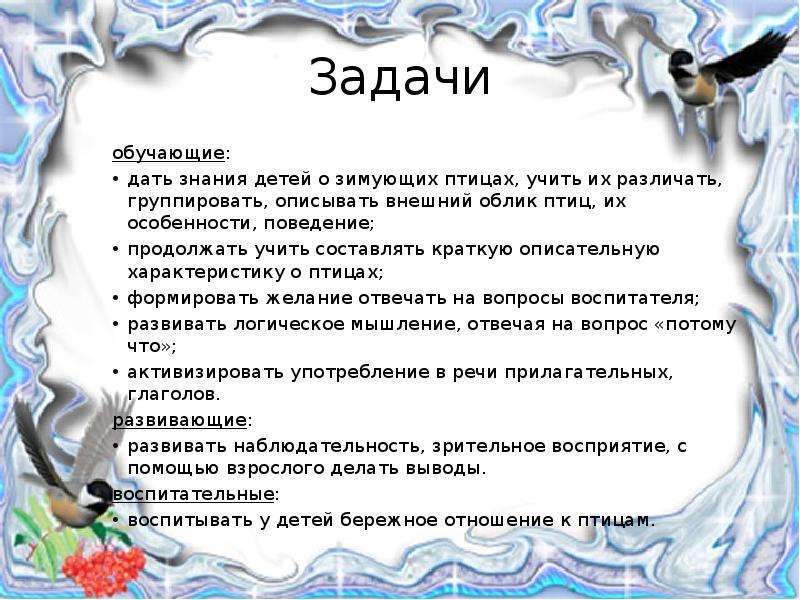 Задачи
обучающие:
• дать знания детей о зимующих птицах, учить их различать,
группировать, описывать внешний облик птиц, их
особенности, поведение;
• продолжать учить составлять краткую описательную
характеристику о птицах;
• формировать желание отвечать на вопросы воспитателя;
• развивать логическое мышление, отвечая на вопрос «потому
что»;
• активизировать употребление в речи прилагательных,
глаголов.
развивающие:
• развивать наблюдательность, зрительное восприятие, с
помощью взрослого делать выводы.
воспитательные:
• воспитывать у детей бережное отношение к птицам.